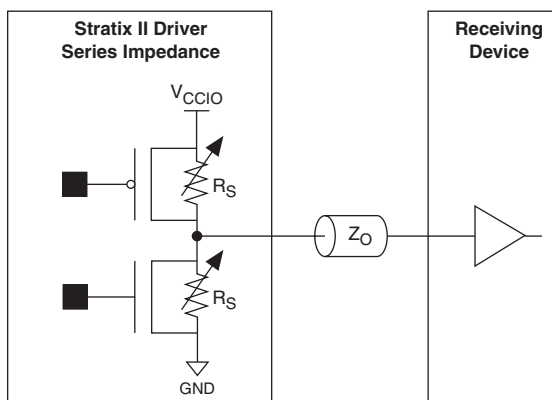 Stratix II Driver
Series Impedance
Receiving
Device
VCCIO
RS
ZO
RS
GND